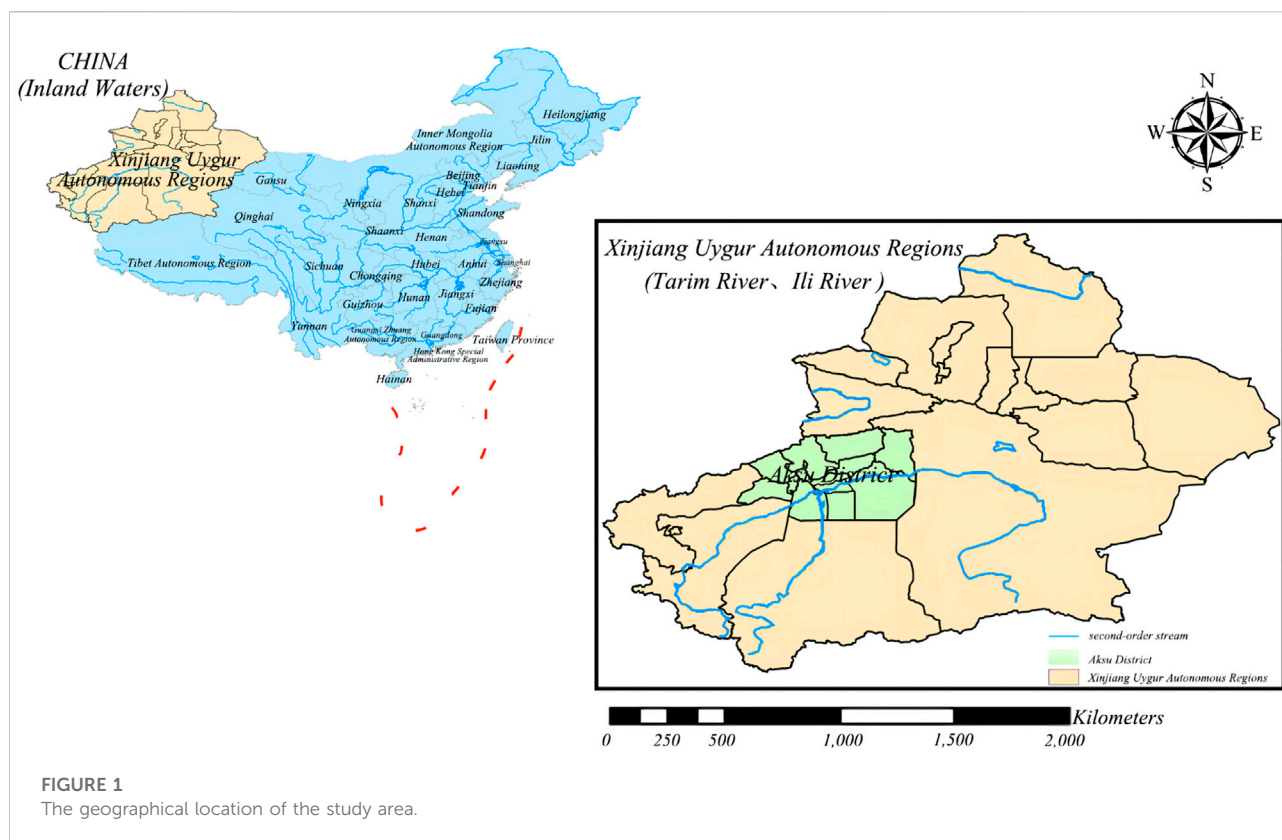 CHINA
(Inland Waters)
Xinjiang Uygur
Autonomous Regions
Heilongjiang
Inner Mongolia
Autonomous Region
Jilin
Liaoning
Beijing
Tianjin
Hebei
Gansu
Ningxia
Shanxi
Shandong
Qinghai
Shaanxi
Henan
Jiangsu
Tibet Autonomous Region
Sichuan
Chongqing
Hubei
Anhui
Shanghai
Zhejiang
Guizhou
Hunan
Jiangxi
Fujian
Yunnan
Guangxi Zhuang
Autonomous Region
Guangdong
Taiwan Province
Hong Kong Special
Administrative Region
Hainan
N
W
E
S
Xinjiang Uygur Autonomous Regions
(Tarim River、Ili River )
Aksu District
second-order stream
Aksu District
Xinjiang Uygur Autonomous Regions
Kilometers
0 250 500 1,000 1,500 2,000
FIGURE 1
The geographical location of the study area.